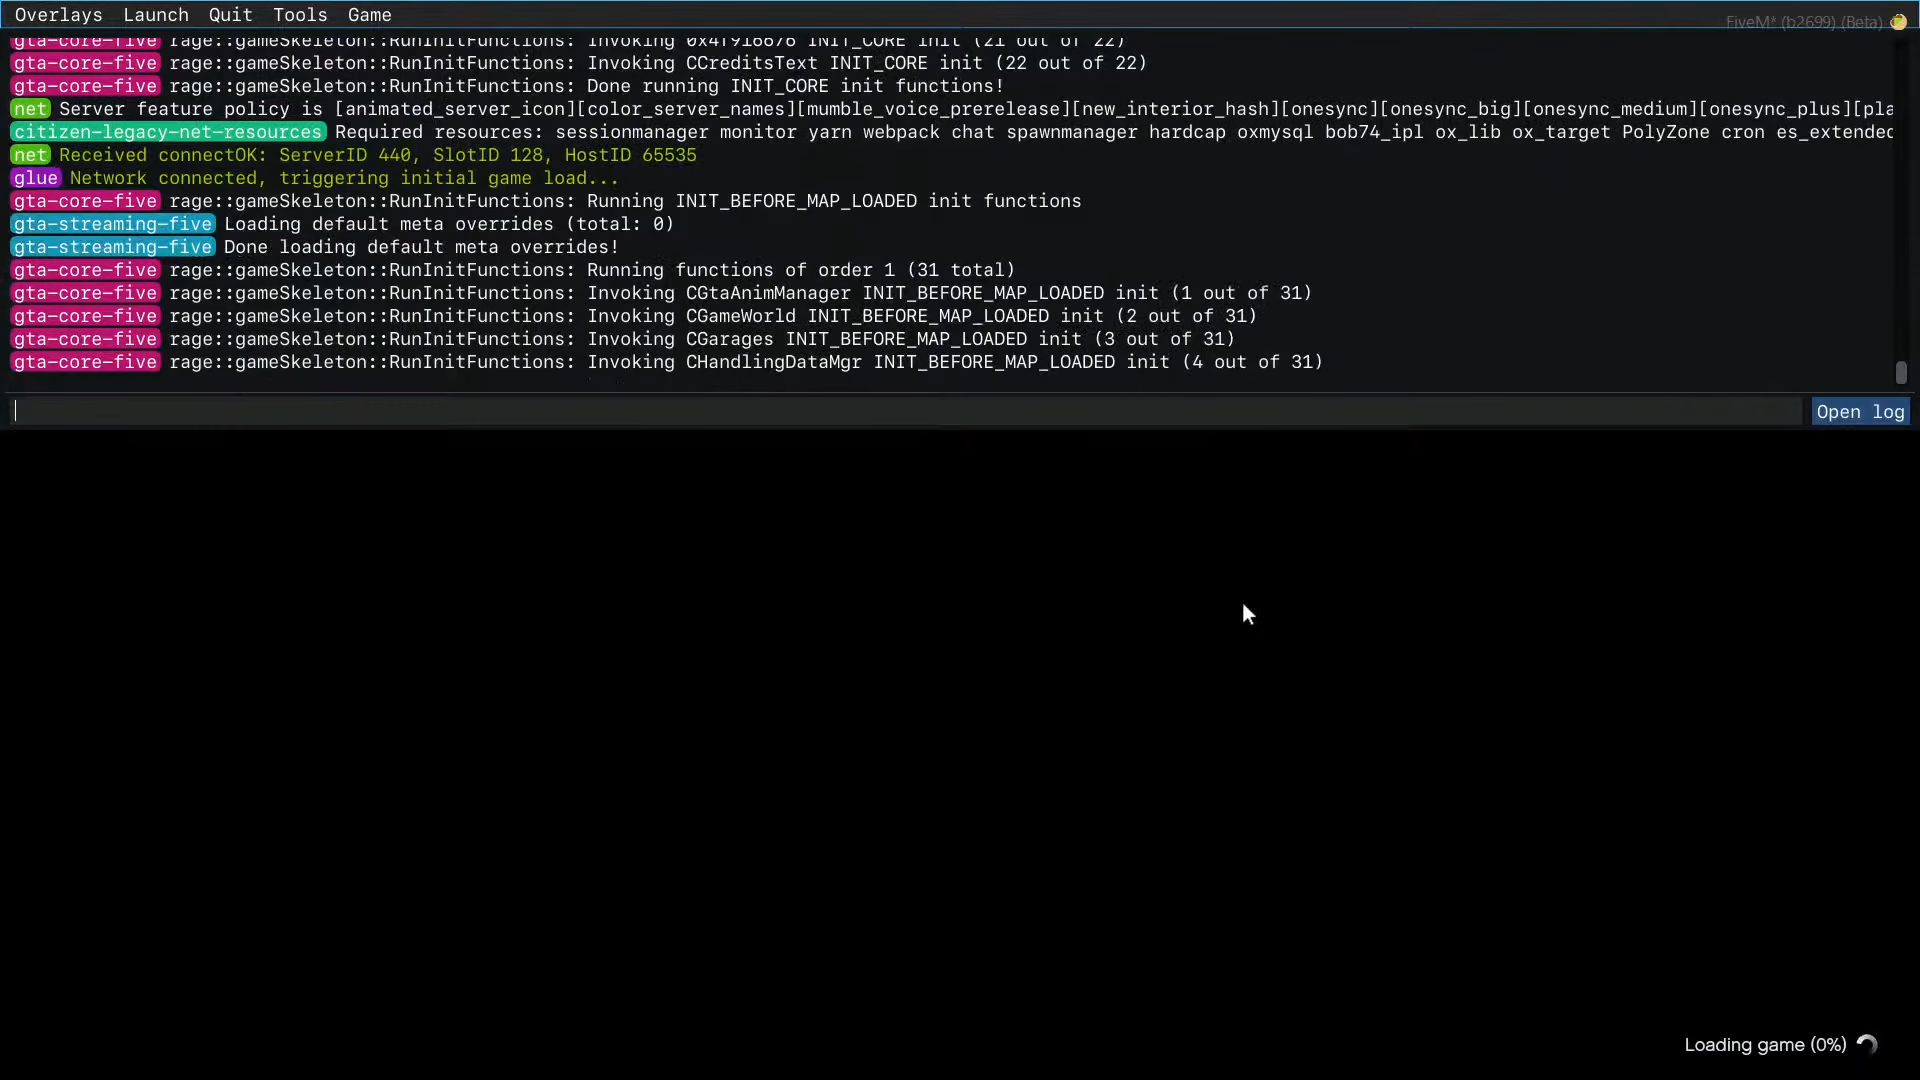 Overlays Launch Quit Tools Game
FiveM* (b2699) (Beta)
gta-core-five rage::gameSkeleton::RunInitFunctions: Invoking 0x4f916676 INIT_CORE init (21 out of 22)
gta-core-five rage::gameSkeleton::RunInitFunctions: Invoking CCreditsText INIT_CORE init (22 out of 22)
gta-core-five rage::gameSkeleton::RunInitFunctions: Done running INIT_CORE init functions!
net Server feature policy is [animated_server_icon][color_server_names][mumble_voice_prerelease][new_interior_hash][onesync][onesync_big][onesync_medium][onesync_plus][pla
citizen-legacy-net-resources Required resources: sessionmanager monitor yarn webpack chat spawnmanager hardcap oxmysql bob74_ipl ox_lib ox_target PolyZone cron es_extended
net Received connectOK: ServerID 440, SlotID 128, HostID 65535
glue Network connected, triggering initial game load...
gta-core-five rage::gameSkeleton::RunInitFunctions: Running INIT_BEFORE_MAP_LOADED init functions
gta-streaming-five Loading default meta overrides (total: 0)
gta-streaming-five Done loading default meta overrides!
gta-core-five rage::gameSkeleton::RunInitFunctions: Running functions of order 1 (31 total)
gta-core-five rage::gameSkeleton::RunInitFunctions: Invoking CGtaAnimManager INIT_BEFORE_MAP_LOADED init (1 out of 31)
gta-core-five rage::gameSkeleton::RunInitFunctions: Invoking CGameWorld INIT_BEFORE_MAP_LOADED init (2 out of 31)
gta-core-five rage::gameSkeleton::RunInitFunctions: Invoking CGarages INIT_BEFORE_MAP_LOADED init (3 out of 31)
gta-core-five rage::gameSkeleton::RunInitFunctions: Invoking CHandlingDataMgr INIT_BEFORE_MAP_LOADED init (4 out of 31)
Open log
Loading game (0%)